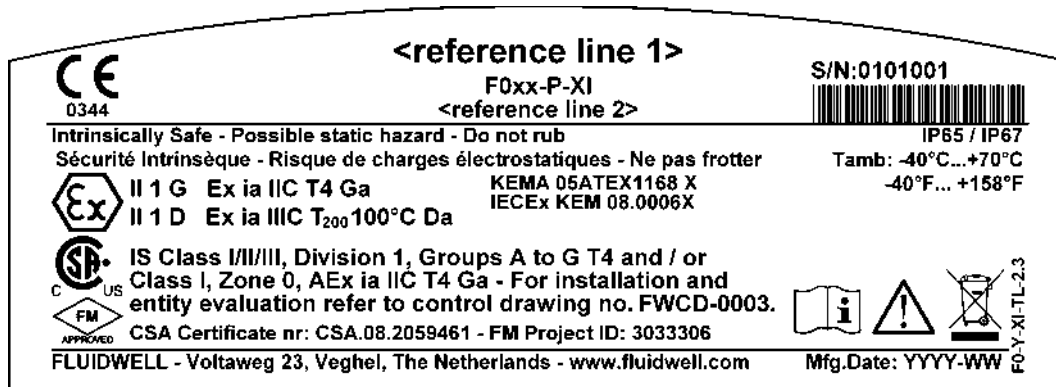 <reference line 1>
F0xx-P-XI
<reference line 2>
CE
0344
S/N:0101001
Intrinsically Safe - Possible static hazard - Do not rub
IP65 / IP67
Sécurité Intrinsèque - Risque de charges électrostatiques - Ne pas frotter
Tamb: -40°C...+70°C
-40°F... +158°F
Ex
II 1 G Ex ia IIC T4 Ga
KEMA 05ATEX1168 X
IECEx KEM 08.0006X
II 1 D Ex ia IIIC T₂₀₀100°C Da
SA
C US
IS Class I/II/III, Division 1, Groups A to G T4 and / or
Class I, Zone 0, AEx ia IIC T4 Ga - For installation and
entity evaluation refer to control drawing no. FWCD-0003.
FM
APPROVED
CSA Certificate nr: CSA.08.2059461 - FM Project ID: 3033306
i
!
F0-Y-XI-TL-2.3
FLUIDWELL - Voltaweg 23, Veghel, The Netherlands - www.fluidwell.com
Mfg.Date: YYYY-WW